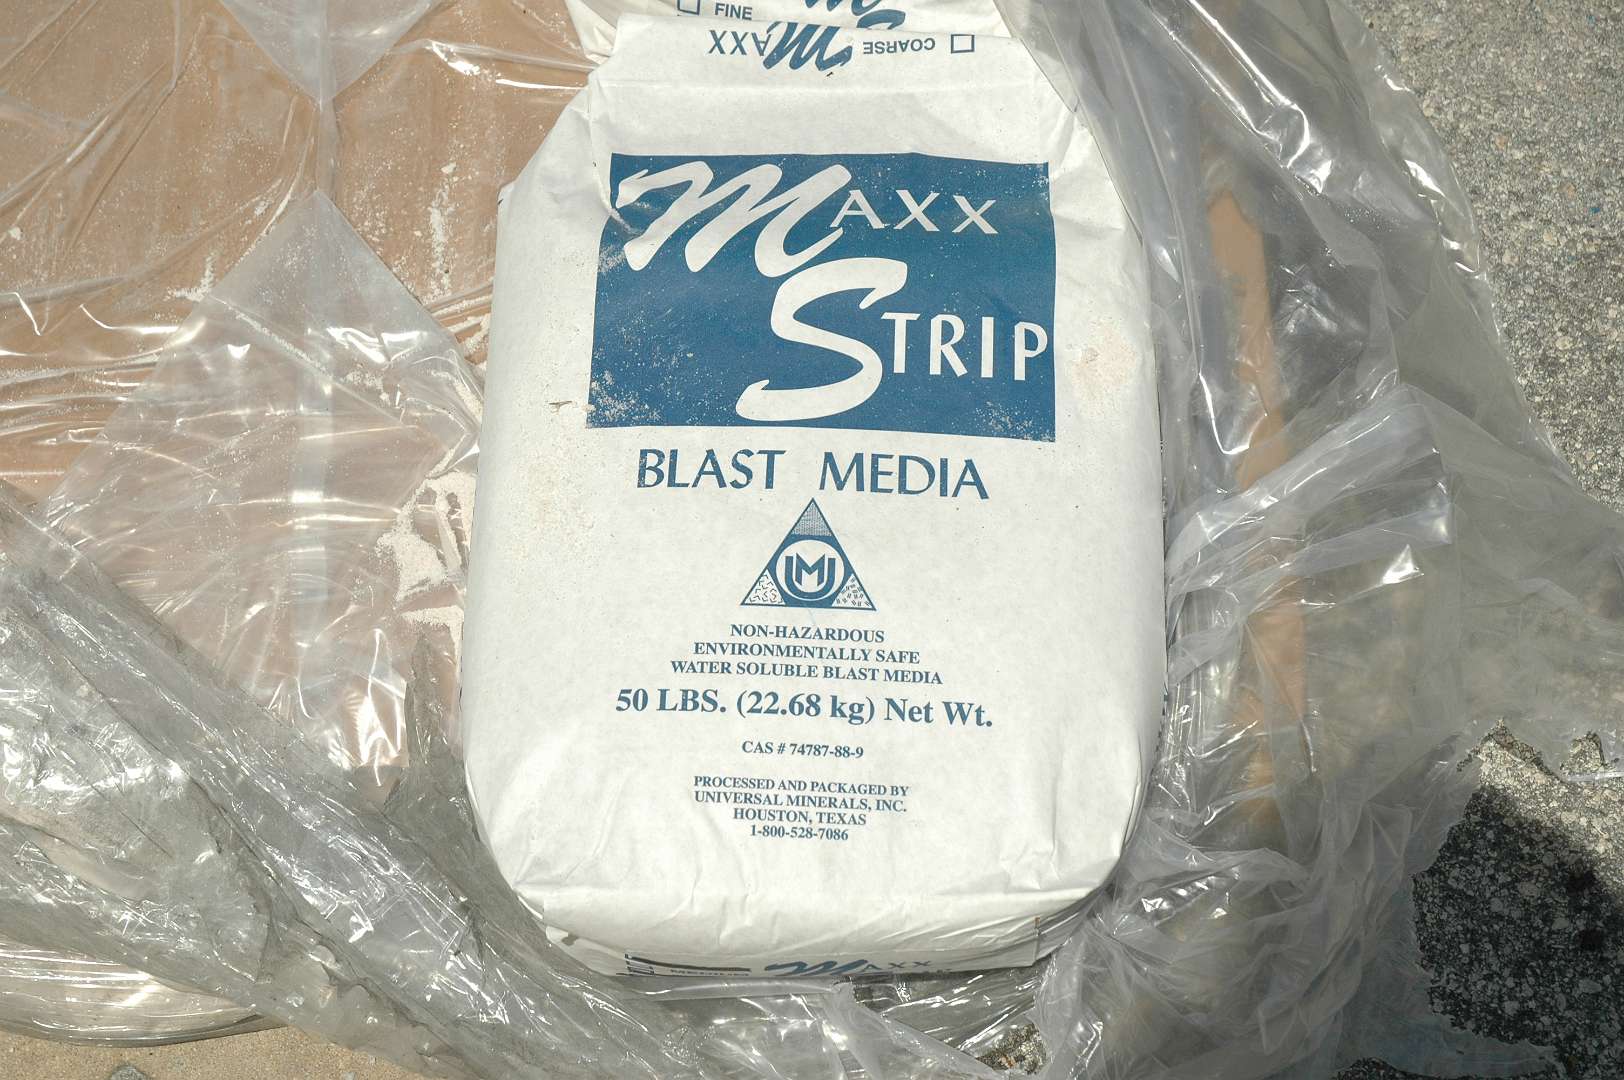 FINE
MAXX
COARSE
MAXX
STRIP
BLAST MEDIA
UM
NON-HAZARDOUS
ENVIRONMENTALLY SAFE
WATER SOLUBLE BLAST MEDIA
50 LBS. (22.68 kg) Net Wt.
CAS # 74787-88-9
PROCESSED AND PACKAGED BY
UNIVERSAL MINERALS, INC.
HOUSTON, TEXAS
1-800-528-7086
MAXX